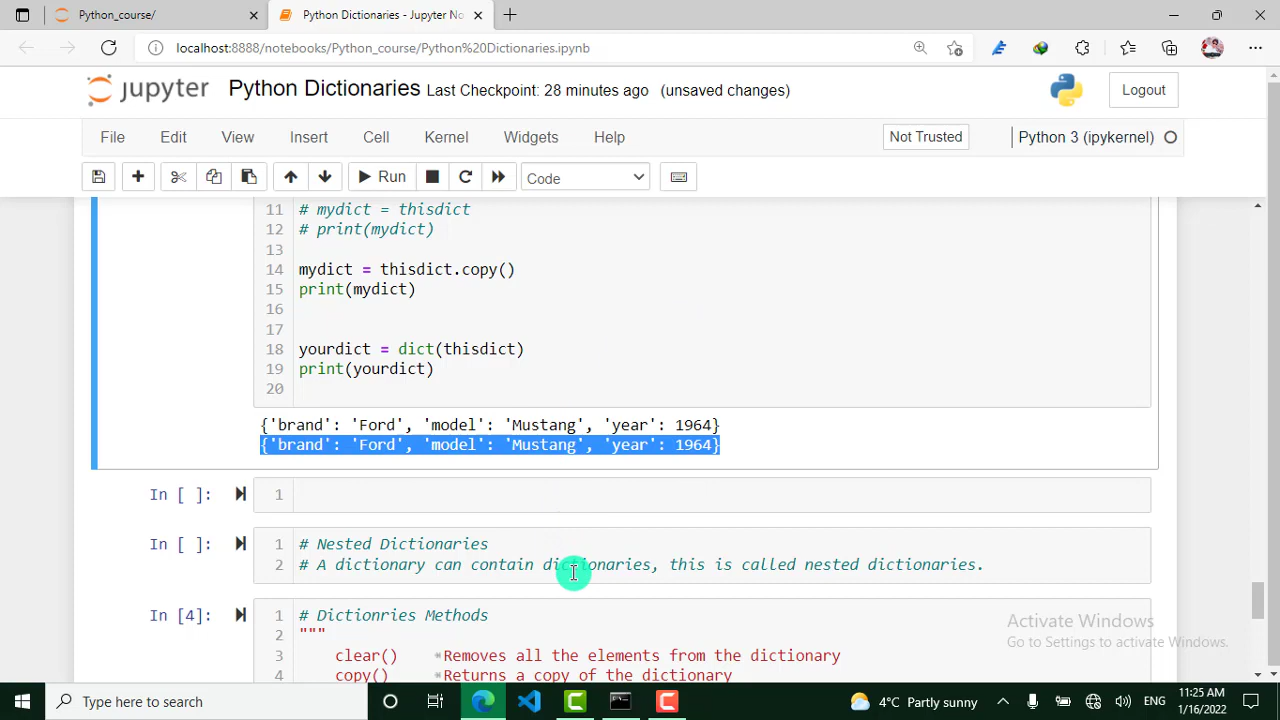 Python_course/
Python Dictionaries - Jupyter No
localhost:8888/notebooks/Python_course/Python%20Dictionaries.ipynb
jupyter Python Dictionaries Last Checkpoint: 28 minutes ago (unsaved changes) Logout
File Edit View Insert Cell Kernel Widgets Help Not Trusted Python 3 (ipykernel)
Run Code
11 # mydict = thisdict
12 # print(mydict)
13
14 mydict = thisdict.copy()
15 print(mydict)
16
17
18 yourdict = dict(thisdict)
19 print(yourdict)
20
{'brand': 'Ford', 'model': 'Mustang', 'year': 1964}
{'brand': 'Ford', 'model': 'Mustang', 'year': 1964}
In [ ]: 1
In [ ]: 1 # Nested Dictionaries
2 # A dictionary can contain dictionaries, this is called nested dictionaries.
In [4]: 1 # Dictionries Methods
2 """
3 clear() *Removes all the elements from the dictionary
4 copy() *Returns a copy of the dictionary
Activate Windows
Go to Settings to activate Windows.
Type here to search
4°C Partly sunny
ENG
11:25 AM
1/16/2022